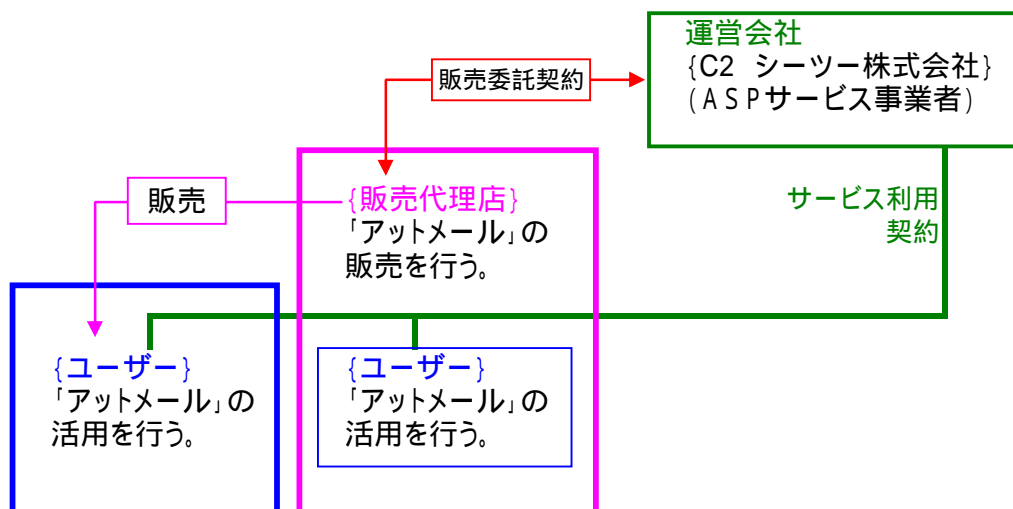 運営会社
{C2 シーツー株式会社}
(ASPサービス事業者)
販売委託契約
販売
{販売代理店}
「アットメール」の
販売を行う。
サービス利用
契約
{ユーザー}
「アットメール」の
活用を行う。
{ユーザー}
「アットメール」の
活用を行う。